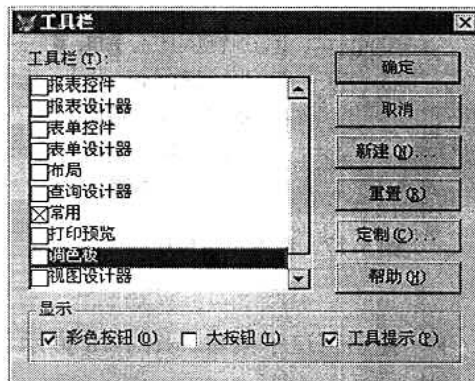 工具栏
工具栏(T):
报表控件
报表设计器
表单控件
表单设计器
布局
查询设计器
常用
打印预览
调色板
视图设计器
确定
取消
新建(N)...
重置(R)
定制(C)...
帮助(H)
显示
彩色按钮(O) 大按钮(L) 工具提示(P)